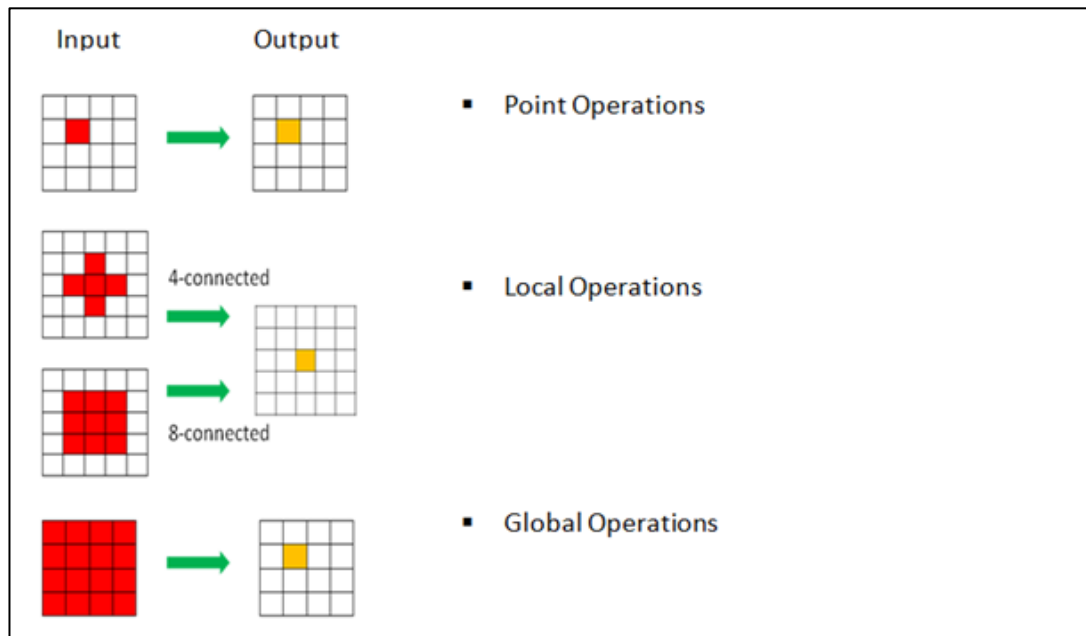 Input Output
▪ Point Operations
4-connected
▪ Local Operations
8-connected
▪ Global Operations